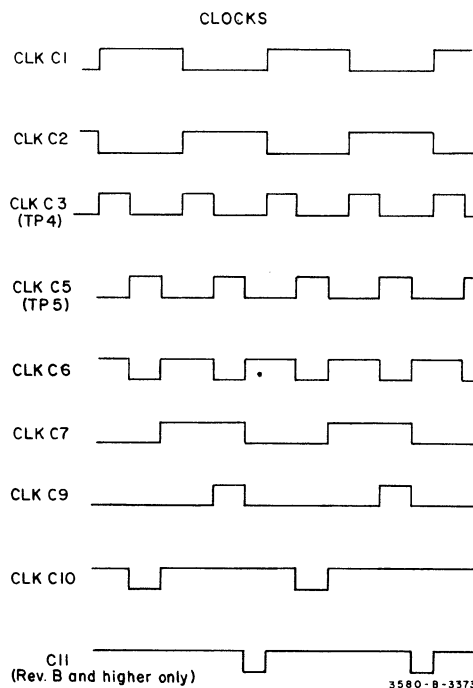 CLOCKS
CLK C1
CLK C2
CLK C3
(TP4)
CLK C5
(TP5)
CLK C6
CLK C7
CLK C9
CLK C10
C11
(Rev. B and higher only)
3580-B-3373